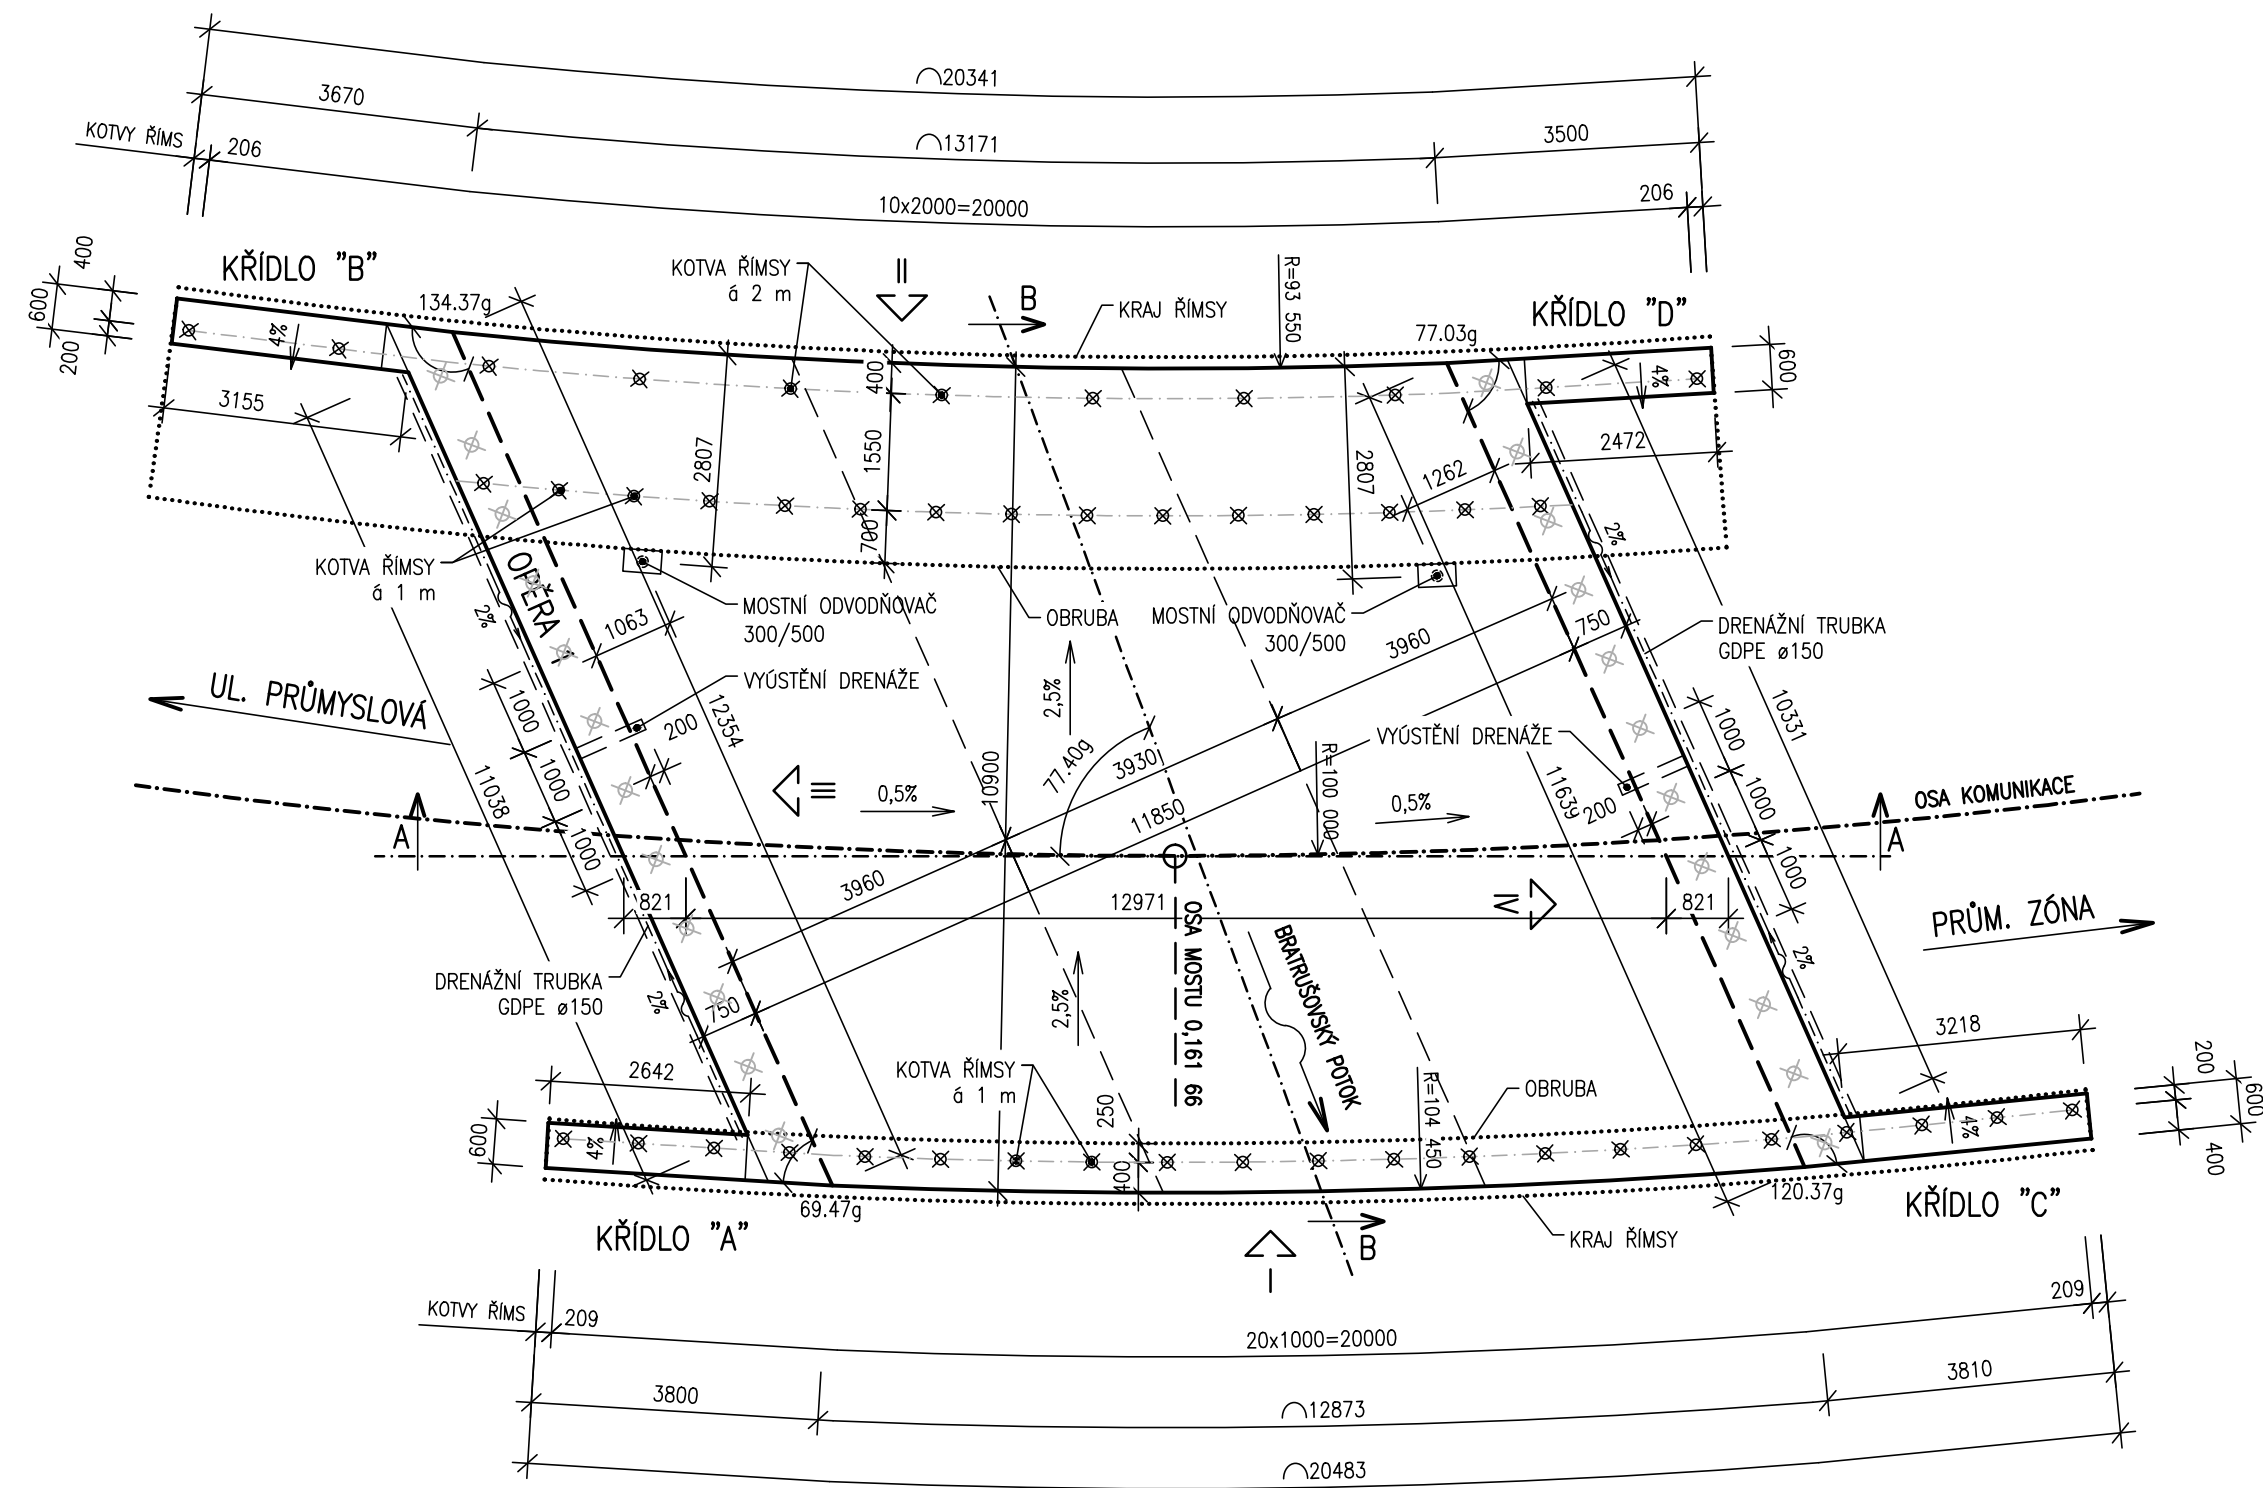 ⌒20341
3670
⌒13171
3500
KOTVY ŘÍMS
206
10x2000=20000
206
400
600
200
KŘÍDLO "B"
134.37g
KOTVA ŘÍMSY
á 2 m
II
B
KRAJ ŘÍMSY
R=93 550
KŘÍDLO "D"
77.03g
600
4%
4%
3155
400
2807
1550
2807
1262
2472
700
KOTVA ŘÍMSY
á 1 m
OPĚRA 1
2%
2%
1063
MOSTNÍ ODVODŇOVAČ
300/500
OBRUBA
MOSTNÍ ODVODŇOVAČ
300/500
3960
750
DRENÁŽNÍ TRUBKA
GDPE ø150
UL. PRŮMYSLOVÁ
VYÚSTĚNÍ DRENÁŽE
2,5%
VYÚSTĚNÍ DRENÁŽE
1000
1000
1000
200
12354
11038
10900
77.40g
3930
11850
R=100 000
11639
200
10331
1000
1000
1000
III
0,5%
0,5%
OSA KOMUNIKACE
A
A
3960
821
12971
821
IV
PRŮM. ZÓNA
OSA MOSTU 0,161 66
BRATRUŠOVSKÝ POTOK
DRENÁŽNÍ TRUBKA
GDPE ø150
2%
750
2,5%
2%
3218
200
600
400
2642
KOTVA ŘÍMSY
á 1 m
250
400
R=104 450
OBRUBA
600
4%
4%
69.47g
120.37g
KŘÍDLO "A"
KŘÍDLO "C"
I
B
KRAJ ŘÍMSY
KOTVY ŘÍMS
209
20x1000=20000
209
3800
⌒12873
3810
⌒20483